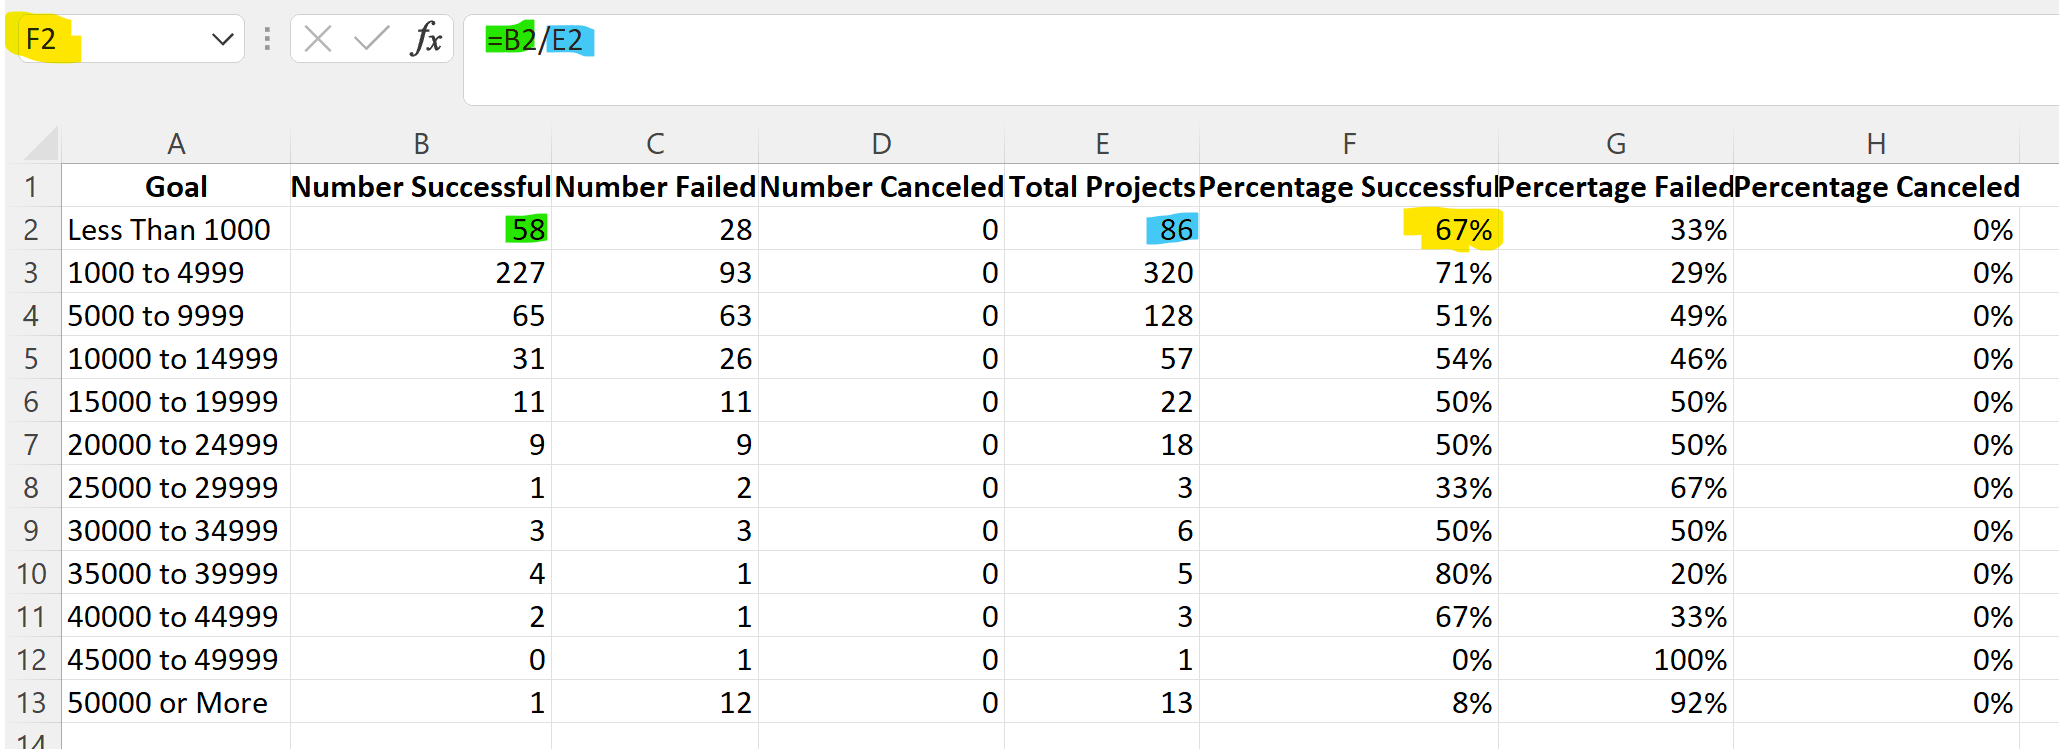 F2 fx =B2/E2
A B C D E F G H
1 Goal Number Successful Number Failed Number Canceled Total Projects Percentage Successful Percertage Failed Percentage Canceled
2 Less Than 1000 58 28 0 86 67% 33% 0%
3 1000 to 4999 227 93 0 320 71% 29% 0%
4 5000 to 9999 65 63 0 128 51% 49% 0%
5 10000 to 14999 31 26 0 57 54% 46% 0%
6 15000 to 19999 11 11 0 22 50% 50% 0%
7 20000 to 24999 9 9 0 18 50% 50% 0%
8 25000 to 29999 1 2 0 3 33% 67% 0%
9 30000 to 34999 3 3 0 6 50% 50% 0%
10 35000 to 39999 4 1 0 5 80% 20% 0%
11 40000 to 44999 2 1 0 3 67% 33% 0%
12 45000 to 49999 0 1 0 1 0% 100% 0%
13 50000 or More 1 12 0 13 8% 92% 0%
14